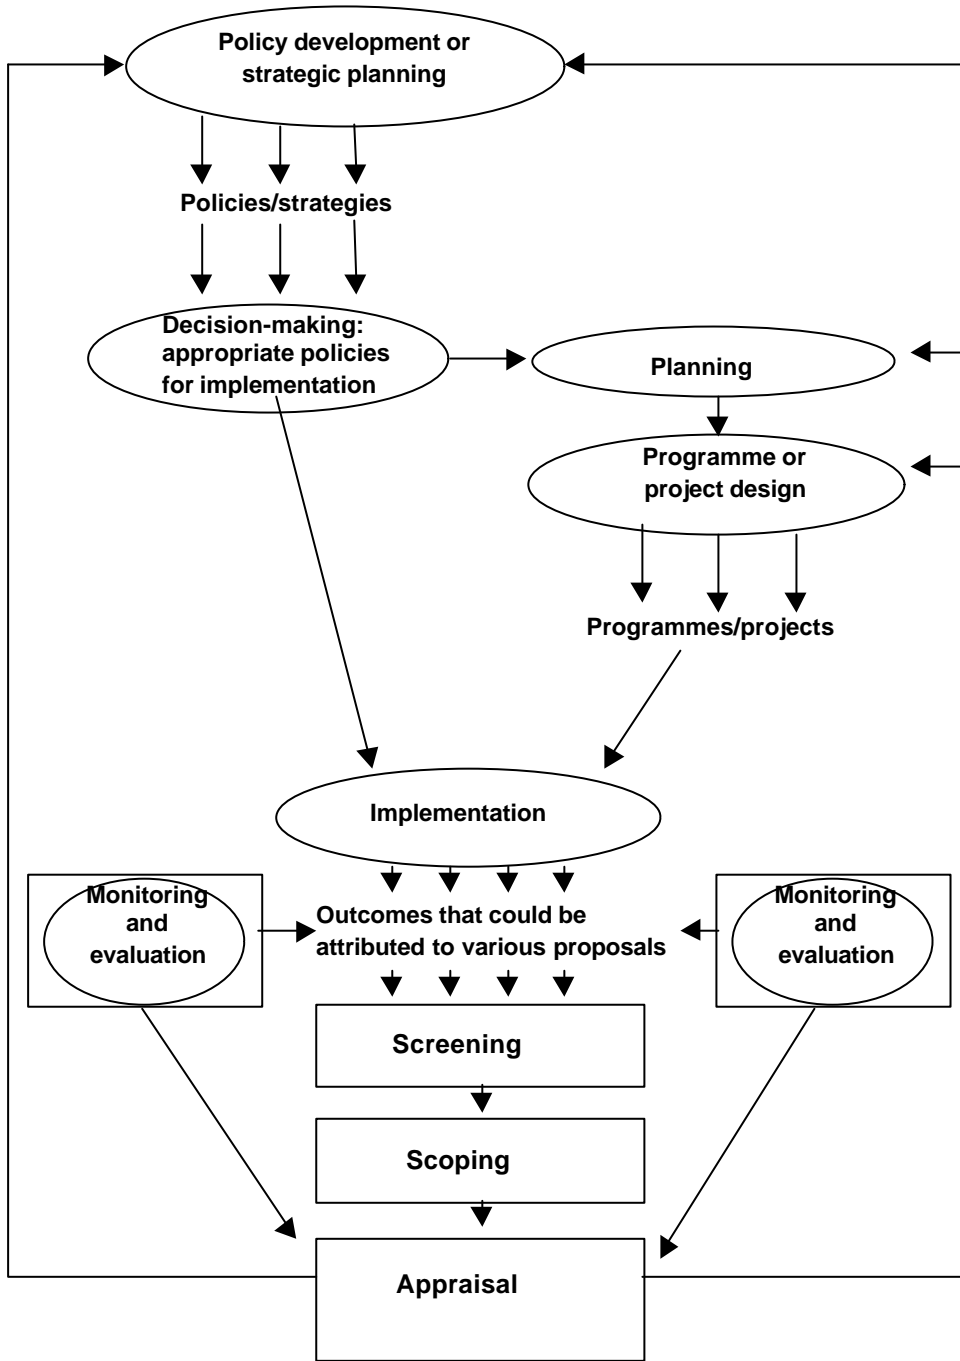 Policy development or
strategic planning
Policies/strategies
Decision-making:
appropriate policies
for implementation
Planning
Programme or
project design
Programmes/projects
Implementation
Monitoring
and
evaluation
Outcomes that could be
attributed to various proposals
Monitoring
and
evaluation
Screening
Scoping
Appraisal